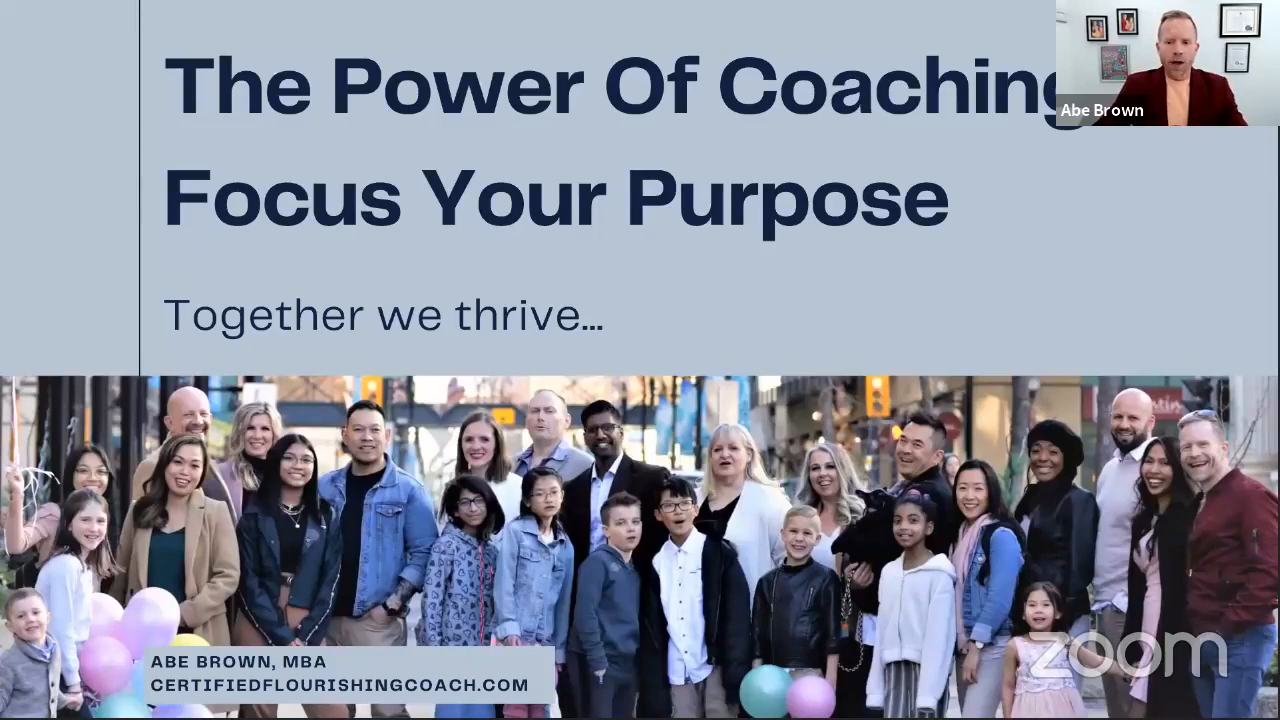 The Power Of Coaching
Abe Brown
Focus Your Purpose
Together we thrive...
ABE BROWN, MBA
CERTIFIEDFLOURISHINGCOACH.COM
zoom